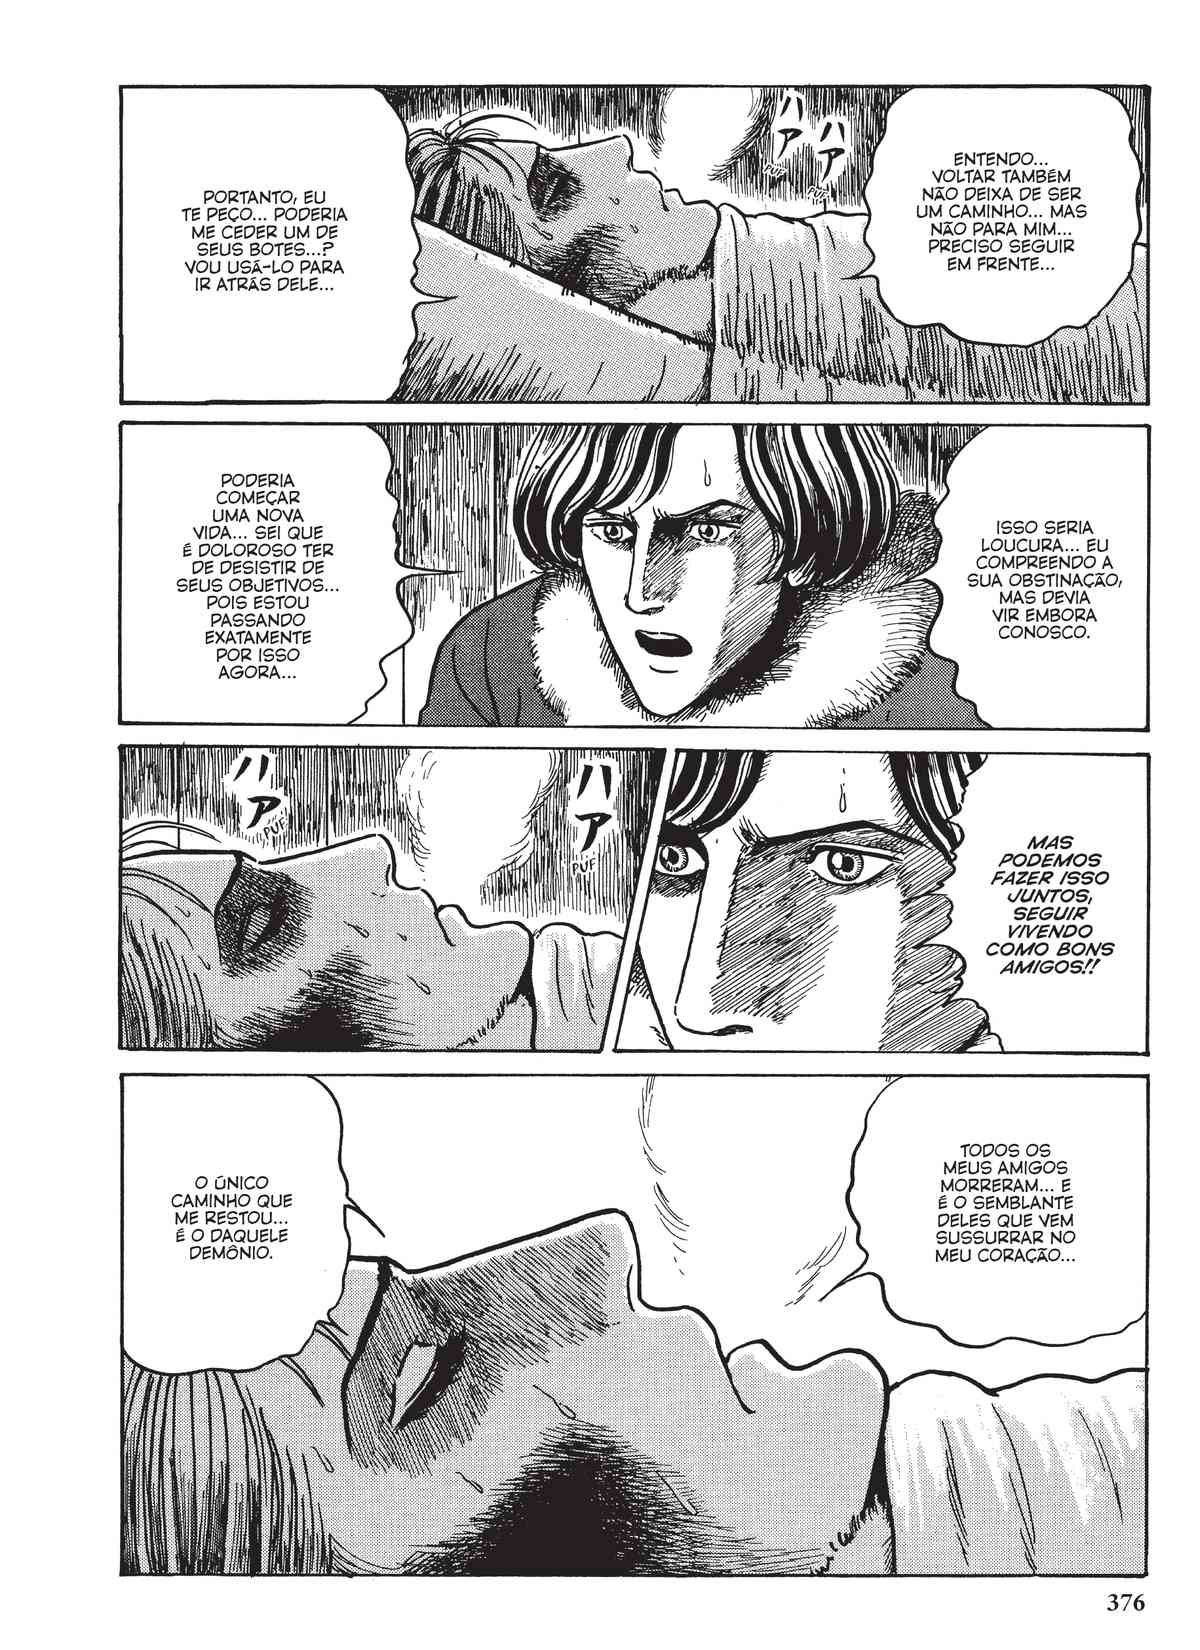 ENTENDO...
VOLTAR TAMBÉM
NÃO DEIXA DE SER
UM CAMINHO... MAS
NÃO PARA MIM...
PRECISO SEGUIR
EM FRENTE...
ハァ
PUF
ハァ
PUF
PORTANTO, EU
TE PEÇO... PODERIA
ME CEDER UM DE
SEUS BOTES...?
VOU USÁ-LO PARA
IR ATRÁS DELE...
ISSO SERIA
LOUCURA... EU
COMPREENDO A
SUA OBSTINAÇÃO,
MAS DEVIA
VIR EMBORA
CONOSCO.
PODERIA
COMEÇAR
UMA NOVA
VIDA... SEI QUE
É DOLOROSO TER
DE DESISTIR DE
SEUS OBJETIVOS...
POIS ESTOU
PASSANDO
EXATAMENTE
POR ISSO
AGORA...
MAS
PODEMOS
FAZER ISSO
JUNTOS,
SEGUIR
VIVENDO
COMO BONS
AMIGOS!!
ハァ
PUF
ハァ
PUF
TODOS OS
MEUS AMIGOS
MORRERAM... E
É O SEMBLANTE
DELES QUE VEM
SUSSURRAR NO
MEU CORAÇÃO...
O ÚNICO
CAMINHO QUE
ME RESTOU...
É O DAQUELE
DEMÔNIO.
376